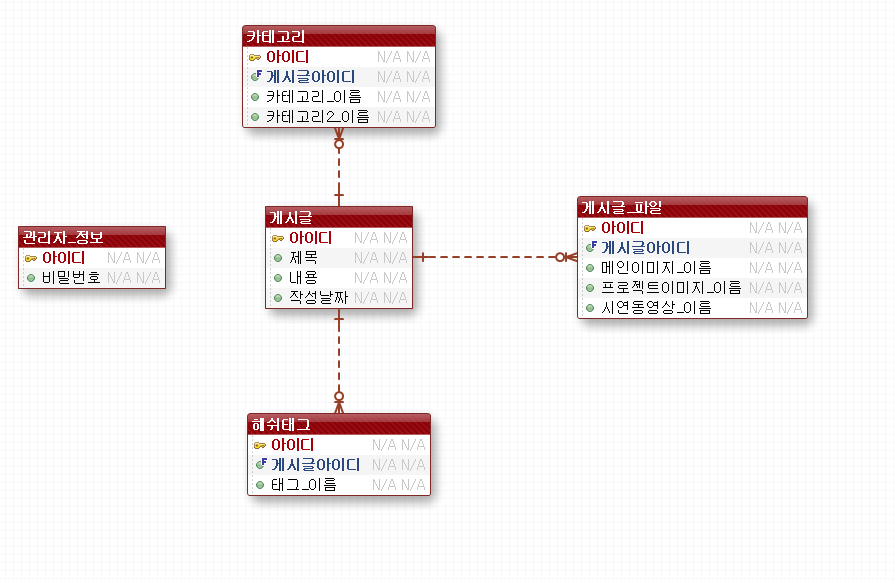 카테고리
아이디 N/A N/A
게시글아이디 N/A N/A
카테고리_이름 N/A N/A
카테고리2_이름 N/A N/A
관리자_정보
아이디 N/A N/A
비밀번호 N/A N/A
게시글
아이디 N/A N/A
제목 N/A N/A
내용 N/A N/A
작성날짜 N/A N/A
게시글_파일
아이디 N/A N/A
게시글아이디 N/A N/A
메인이미지_이름 N/A N/A
프로젝트이미지_이름 N/A N/A
시연동영상_이름 N/A N/A
헤쉬태그
아이디 N/A N/A
게시글아이디 N/A N/A
태그_이름 N/A N/A